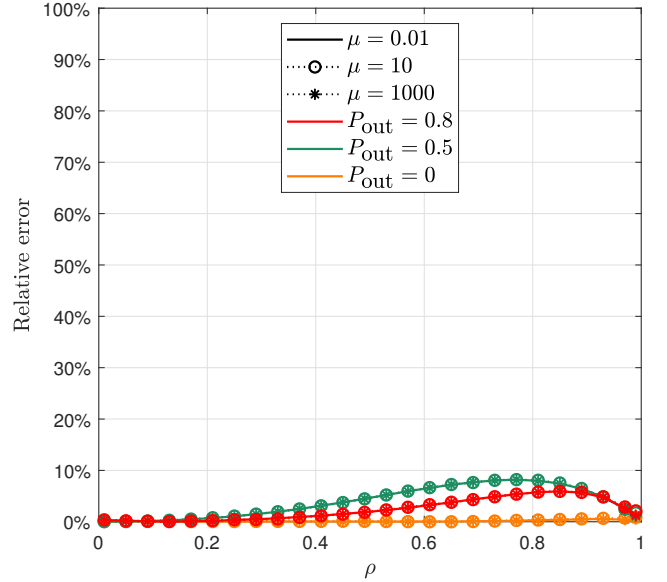 100%
90%
80%
70%
60%
50%
40%
30%
20%
10%
0%
Relative error
μ = 0.01
μ = 10
μ = 1000
P_out = 0.8
P_out = 0.5
P_out = 0
0 0.2 0.4 0.6 0.8 1
ρ